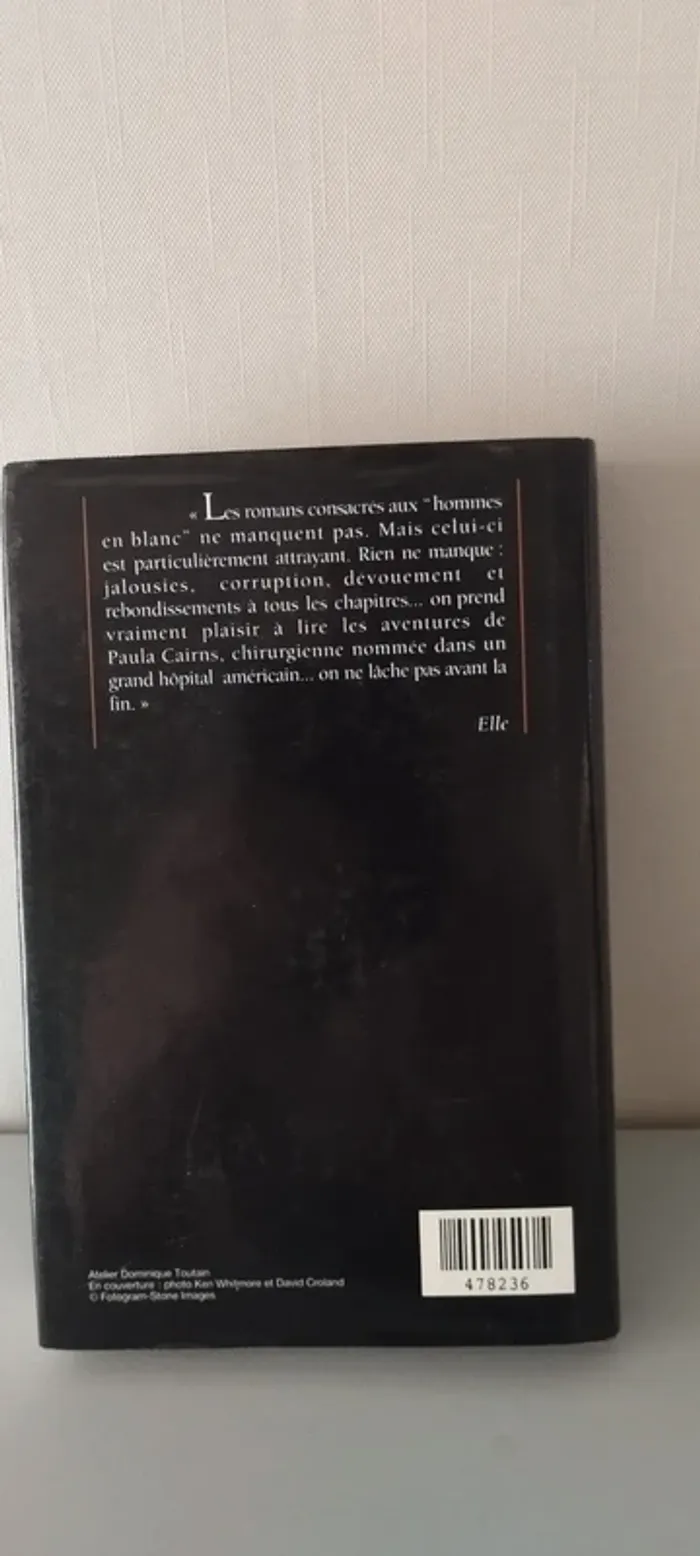 « Les romans consacrés aux "hommes
en blanc" ne manquent pas. Mais celui-ci
est particulièrement attrayant. Rien ne manque :
jalousies, corruption, dévouement et
rebondissements à tous les chapitres... on prend
vraiment plaisir à lire les aventures de
Paula Cairns, chirurgienne nommée dans un
grand hôpital américain... on ne lâche pas avant la
fin. »
Elle
Atelier Dominique Toutain
En couverture : photo Ken Whitmore et David Croland
© Fotogram-Stone Images
478236